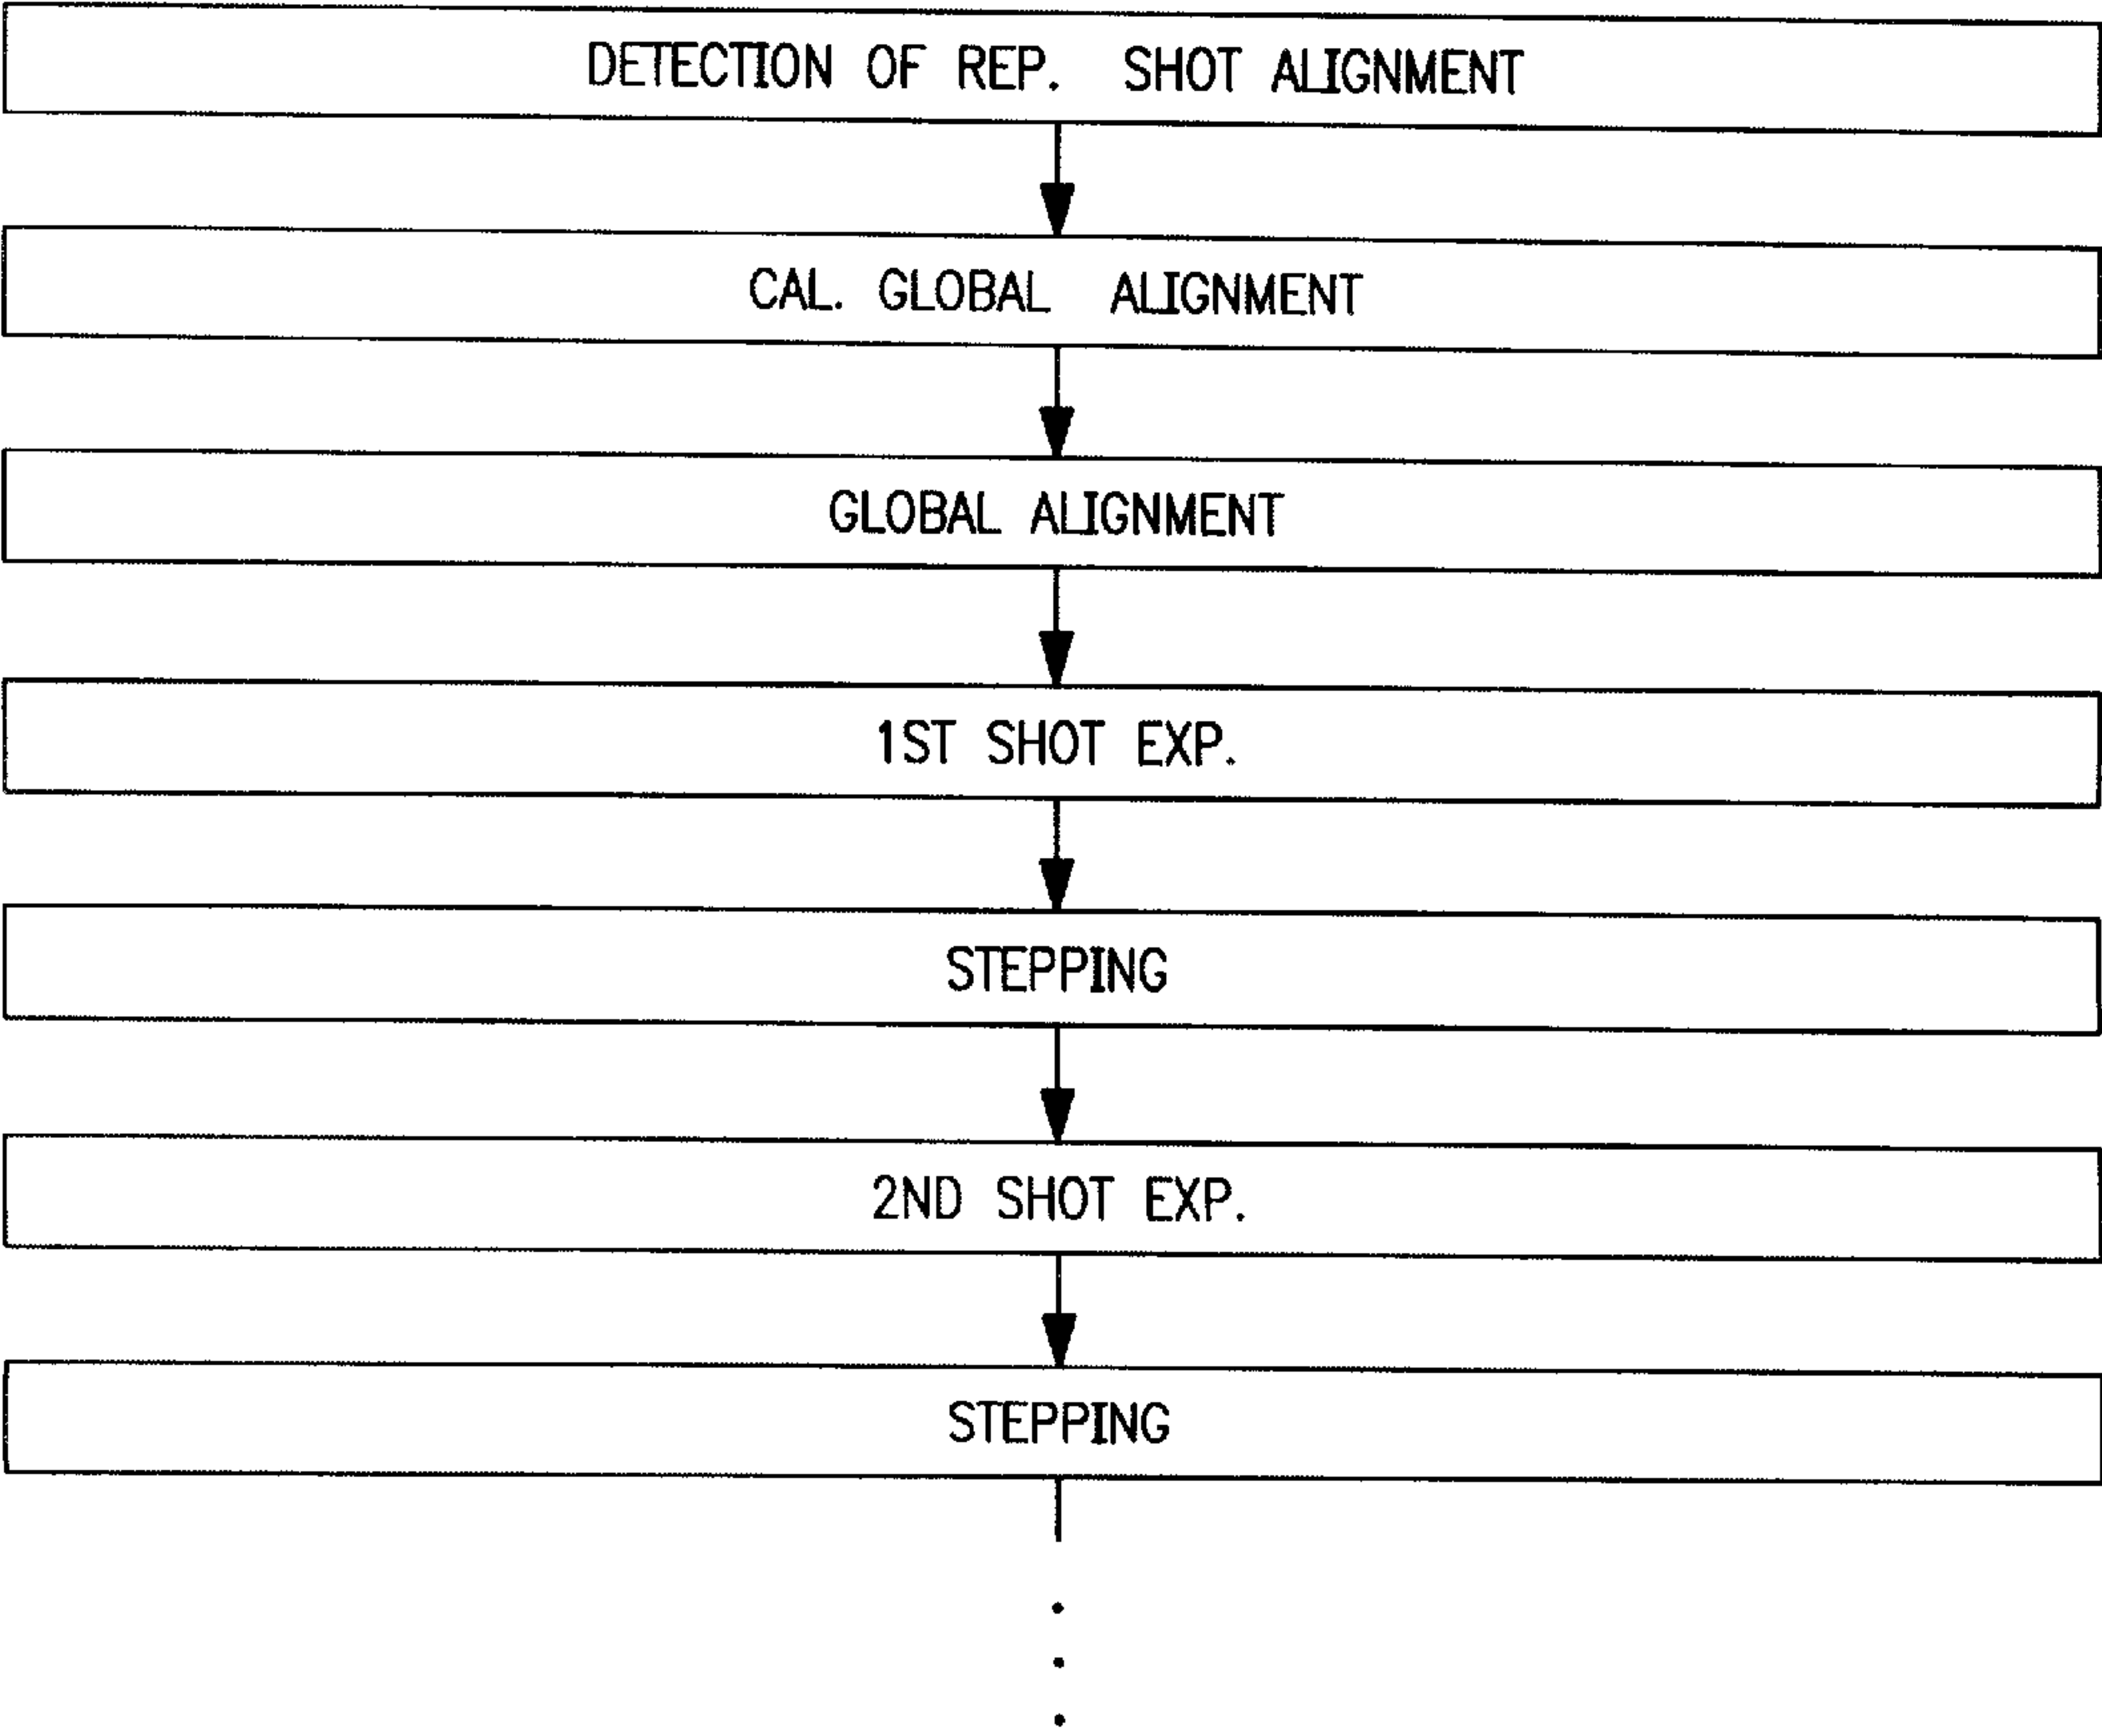 DETECTION OF REP. SHOT ALIGNMENT
CAL. GLOBAL ALIGNMENT
GLOBAL ALIGNMENT
1ST SHOT EXP.
STEPPING
2ND SHOT EXP.
STEPPING